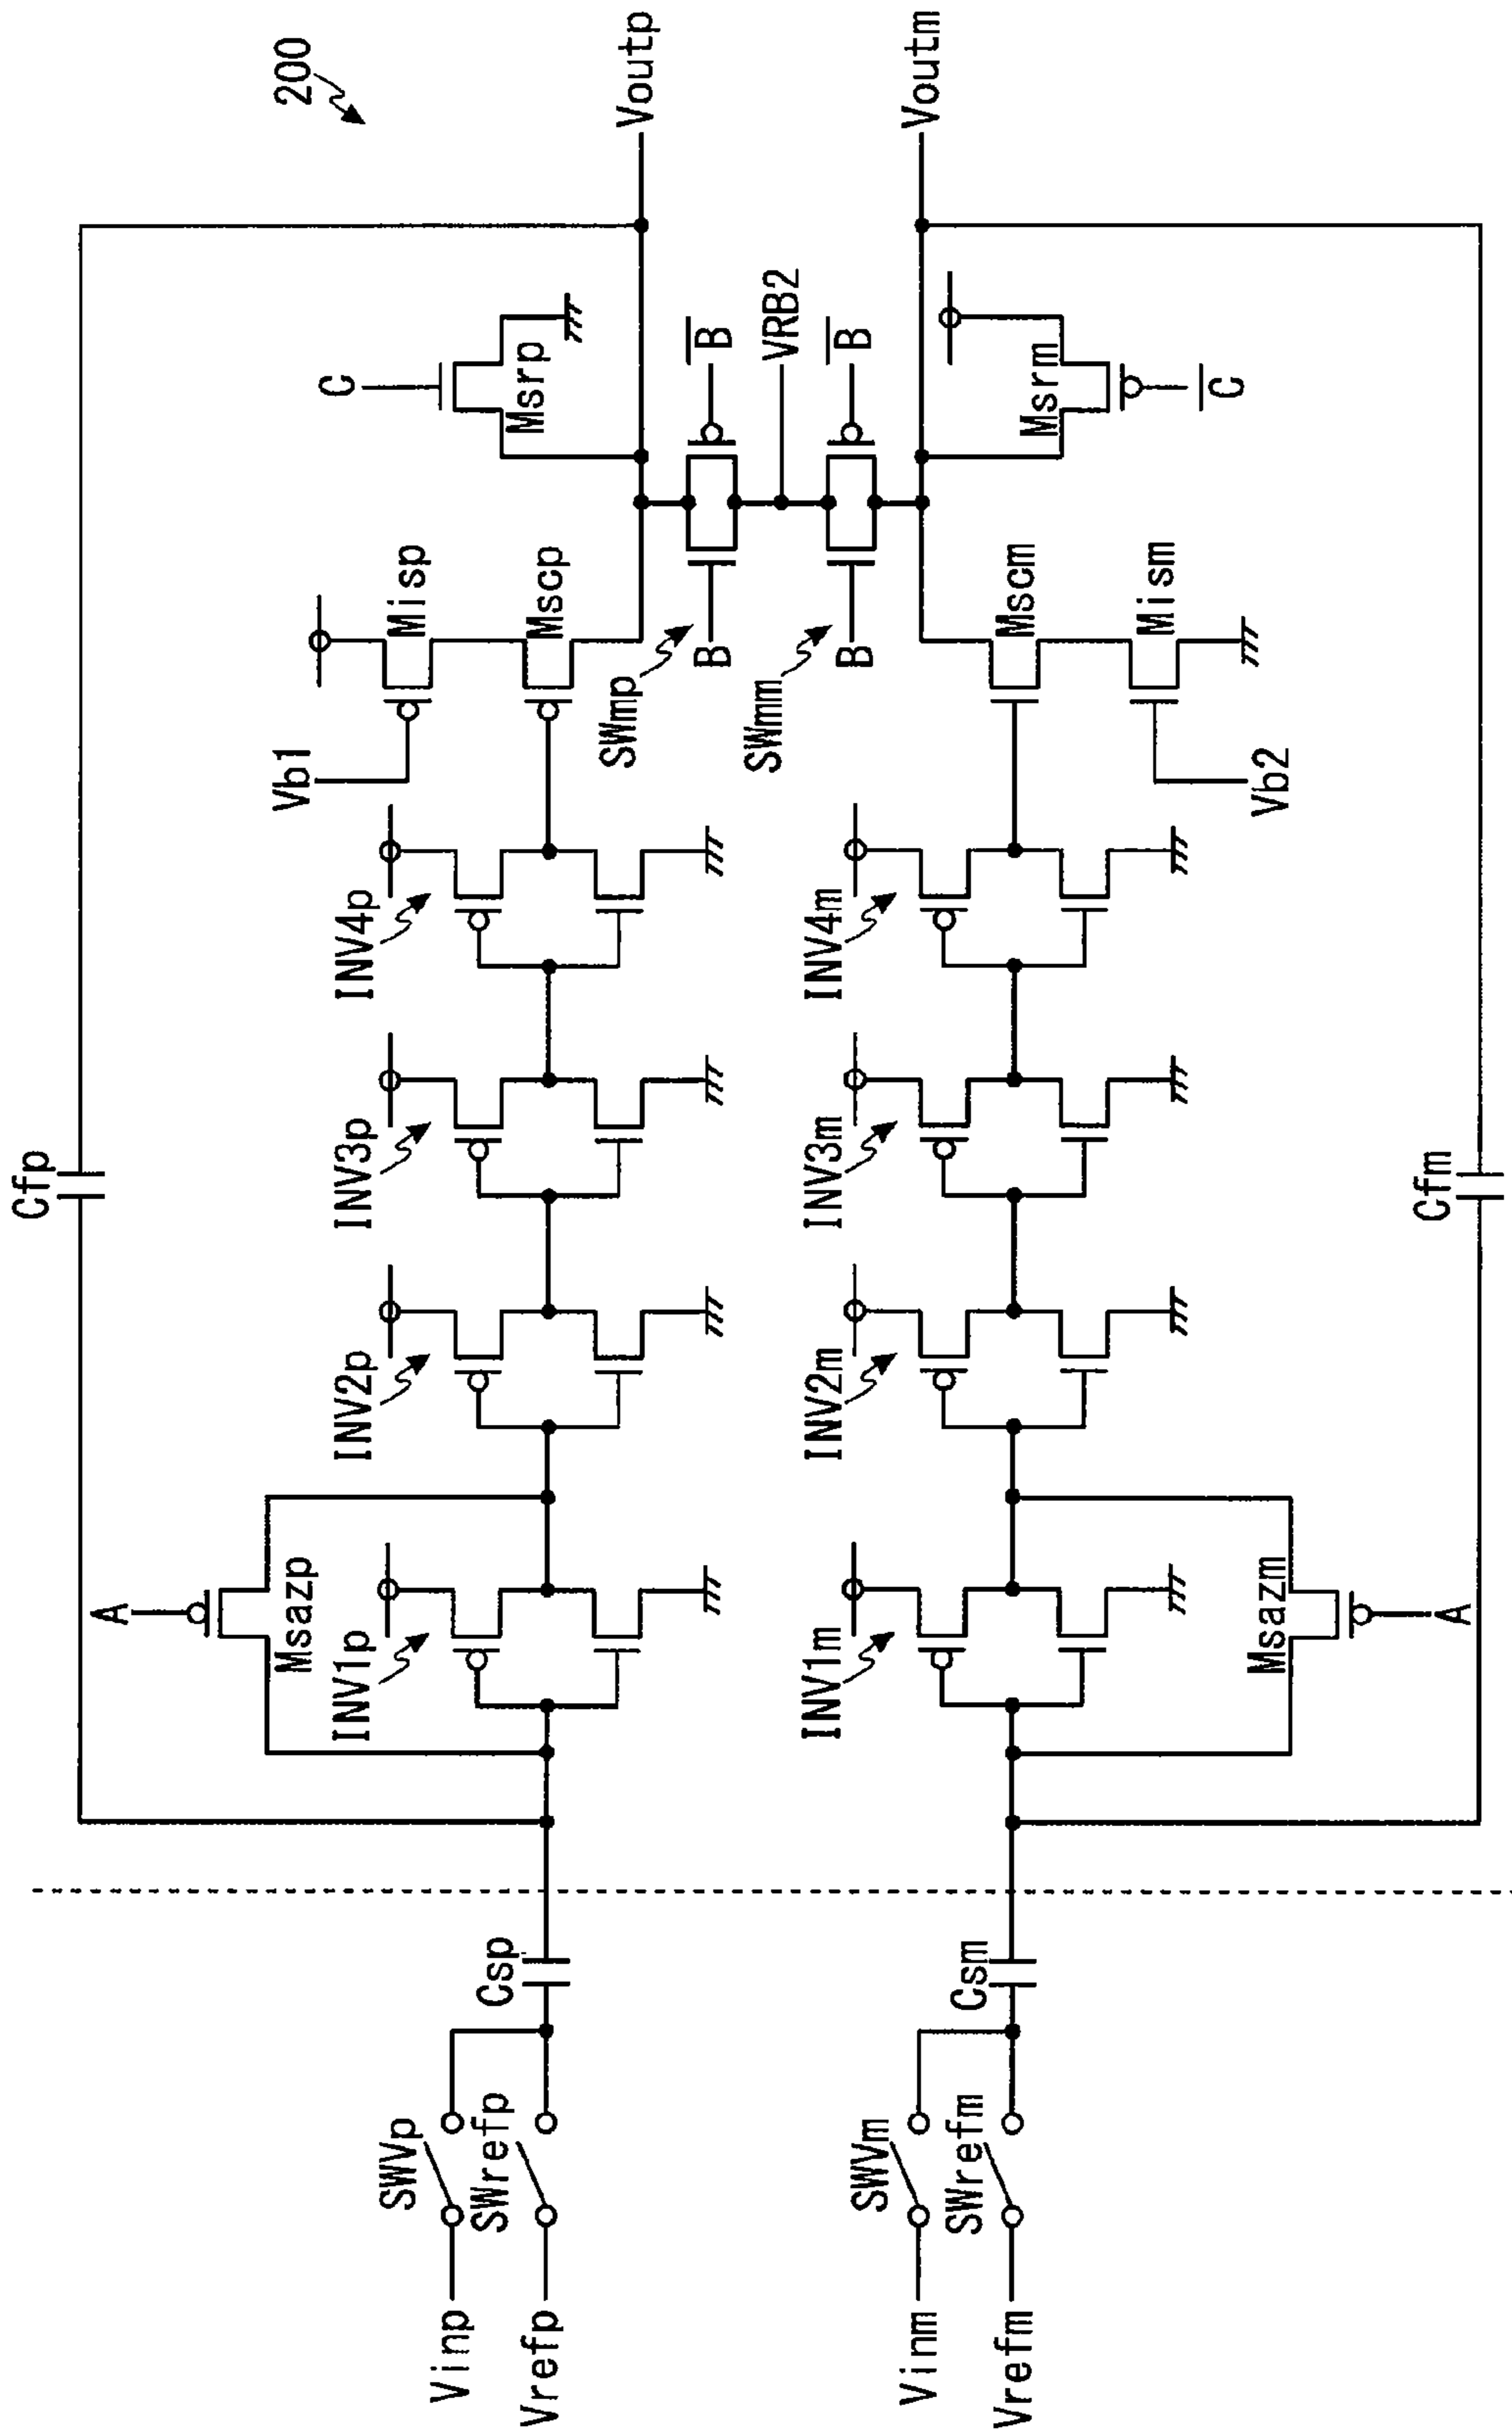 200
Cfp
A
Msazp
INV1p
INV2p
INV3p
INV4p
Vb1
Misp
Mscp
C
Msrp
Voutp
SWVp
Vinp
SWrefp
Vrefp
Csp
SWmp
B
B
VRB2
SWmm
B
B
Voutm
SWVm
Vinm
SWrefm
Vrefm
Csm
INV1m
INV2m
INV3m
INV4m
Mscm
Mism
Vb2
Msrm
C
Msazm
A
Cfm